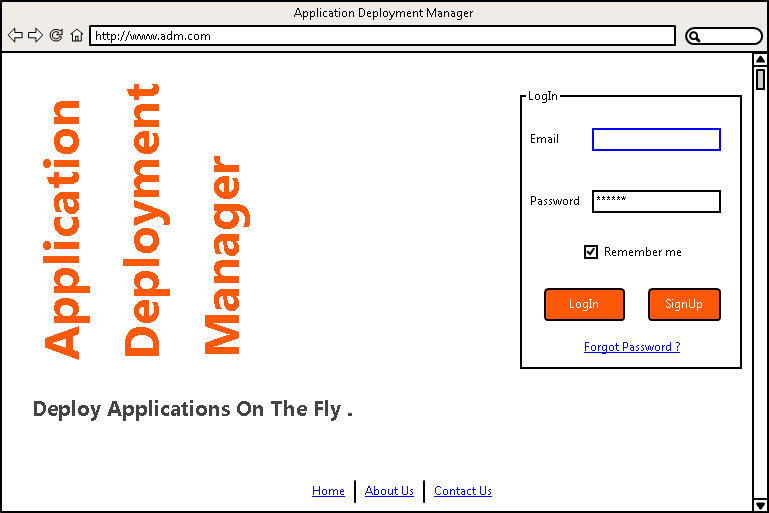 Application Deployment Manager
http://www.adm.com
Application
Deployment
Manager
LogIn
Email
Password
******
Remember me
LogIn
SignUp
Forgot Password ?
Deploy Applications On The Fly .
Home
About Us
Contact Us